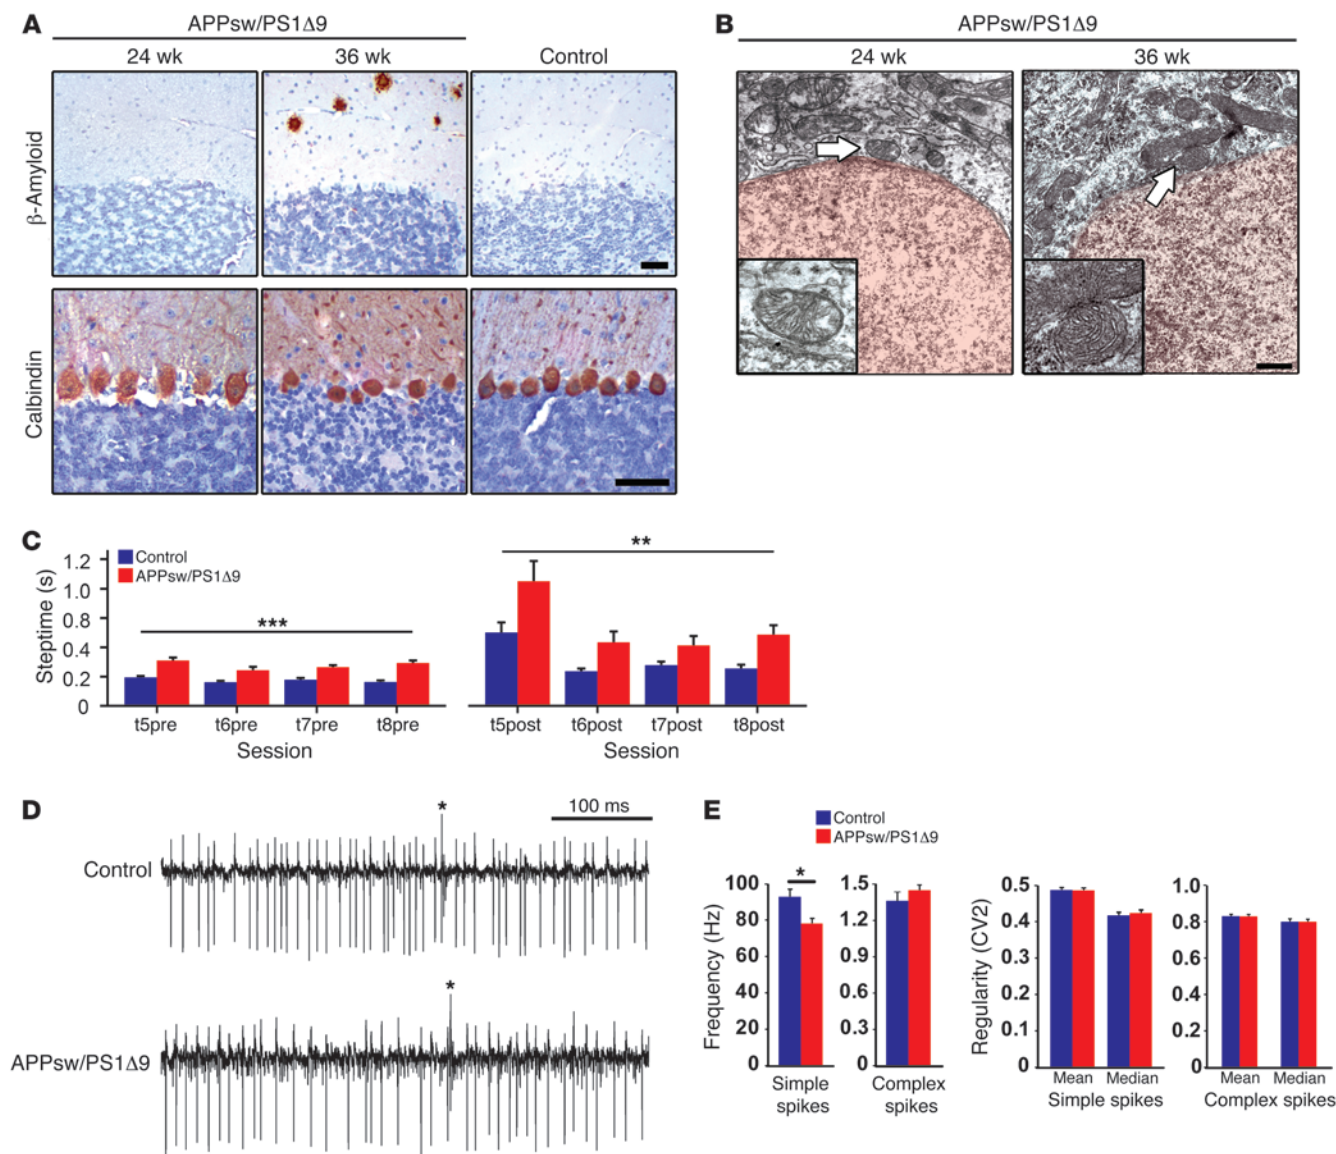 A
APPsw/PS1Δ9
24 wk
36 wk
Control
β-Amyloid
Calbindin
B
APPsw/PS1Δ9
24 wk
36 wk
C
Control
APPsw/PS1Δ9
Steptime (s)
1.2
1.0
0.8
0.4
0.2
0
***
**
t5pre
t6pre
t7pre
t8pre
Session
t5post
t6post
t7post
t8post
Session
D
100 ms
Control
*
APPsw/PS1Δ9
*
E
Control
APPsw/PS1Δ9
Frequency (Hz)
100
80
60
40
20
0
*
Simple
spikes
1.5
1.2
0.9
0.6
0.3
0
Complex
spikes
Regularity (CV2)
0.5
0.4
0.3
0.2
0.1
0
Mean
Median
Simple spikes
1.0
0.8
0.6
0.4
0.2
0
Mean
Median
Complex spikes